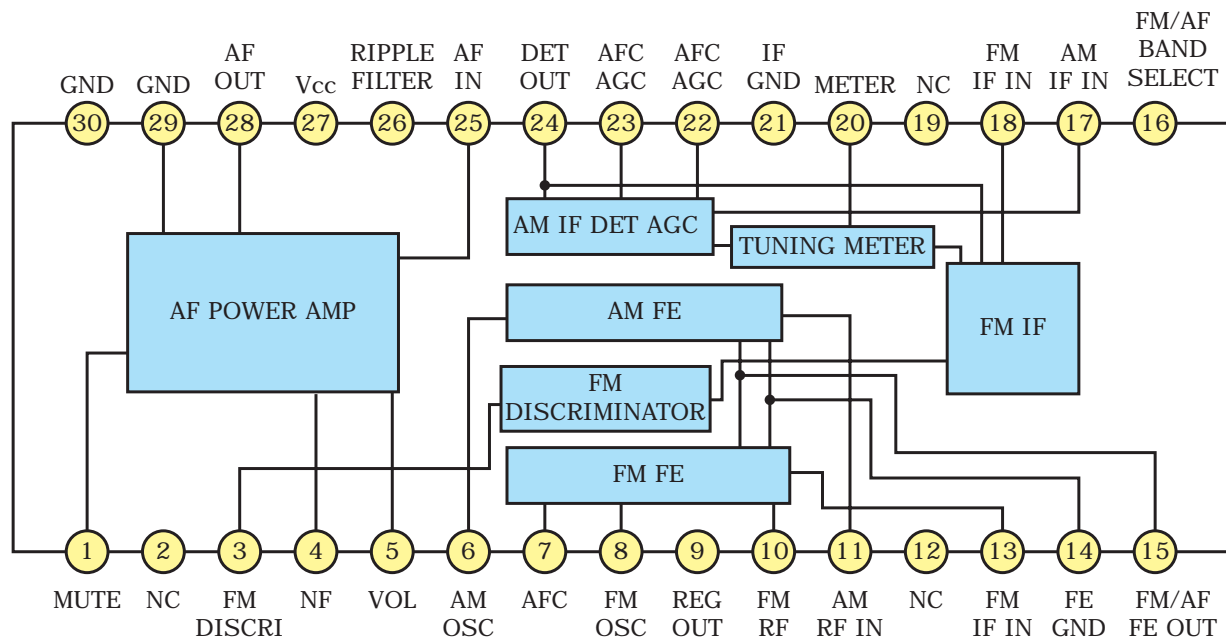 GND
GND
AF
OUT
Vcc
RIPPLE
FILTER
AF
IN
DET
OUT
AFC
AGC
AFC
AGC
IF
GND
METER
NC
FM
IF IN
AM
IF IN
FM/AF
BAND
SELECT
30
29
28
27
26
25
24
23
22
21
20
19
18
17
16
AM IF DET AGC
TUNING METER
AF POWER AMP
AM FE
FM IF
FM
DISCRIMINATOR
FM FE
1
2
3
4
5
6
7
8
9
10
11
12
13
14
15
MUTE
NC
FM
DISCRI
NF
VOL
AM
OSC
AFC
FM
OSC
REG
OUT
FM
RF
AM
RF IN
NC
FM
IF IN
FE
GND
FM/AF
FE OUT